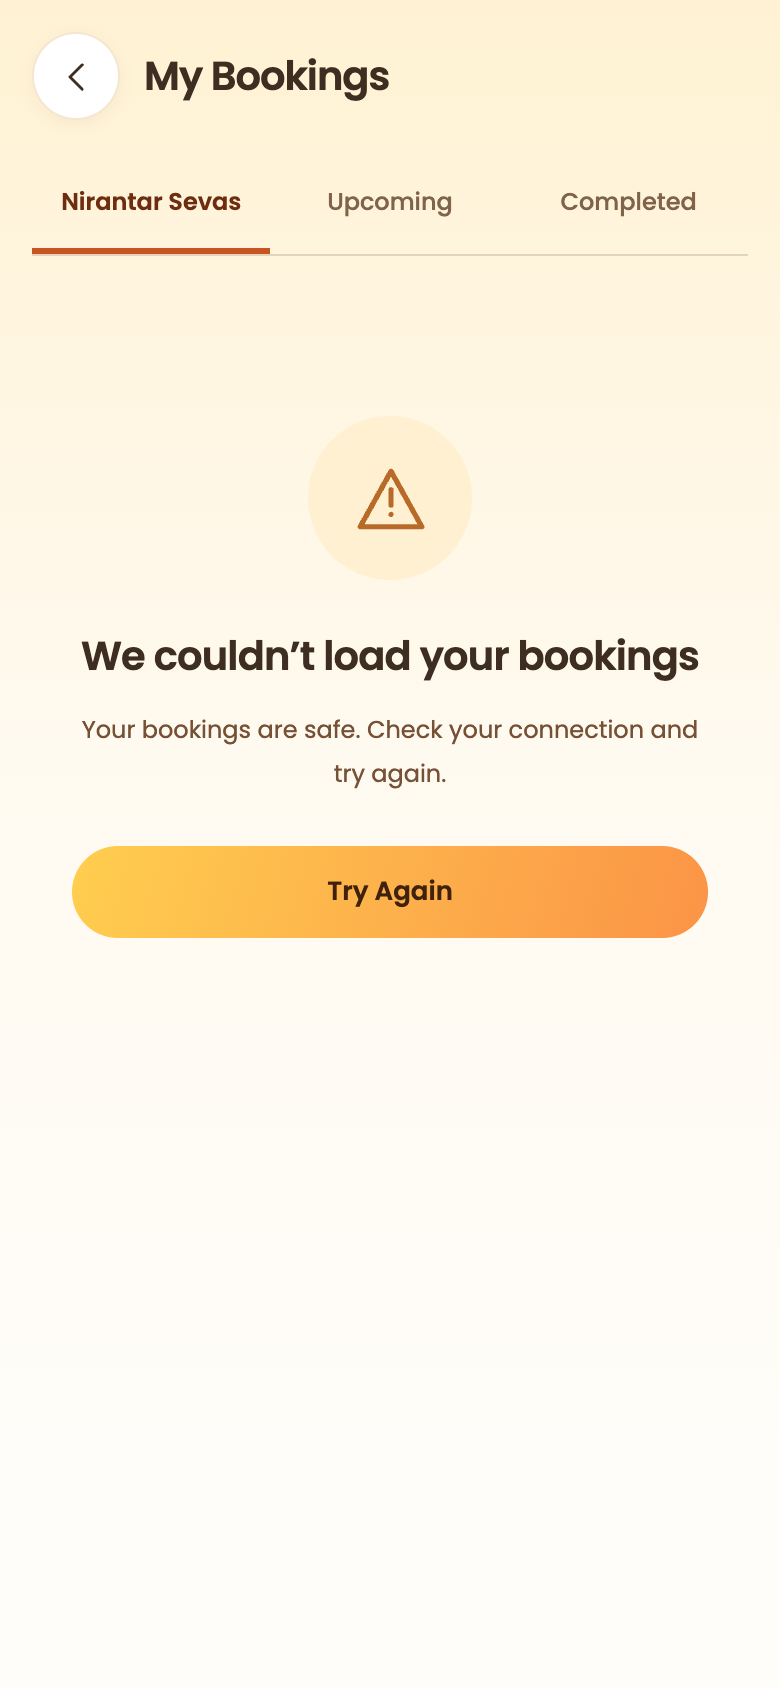 My Bookings
Nirantar Sevas
Upcoming
Completed
We couldn’t load your bookings
Your bookings are safe. Check your connection and
try again.
Try Again